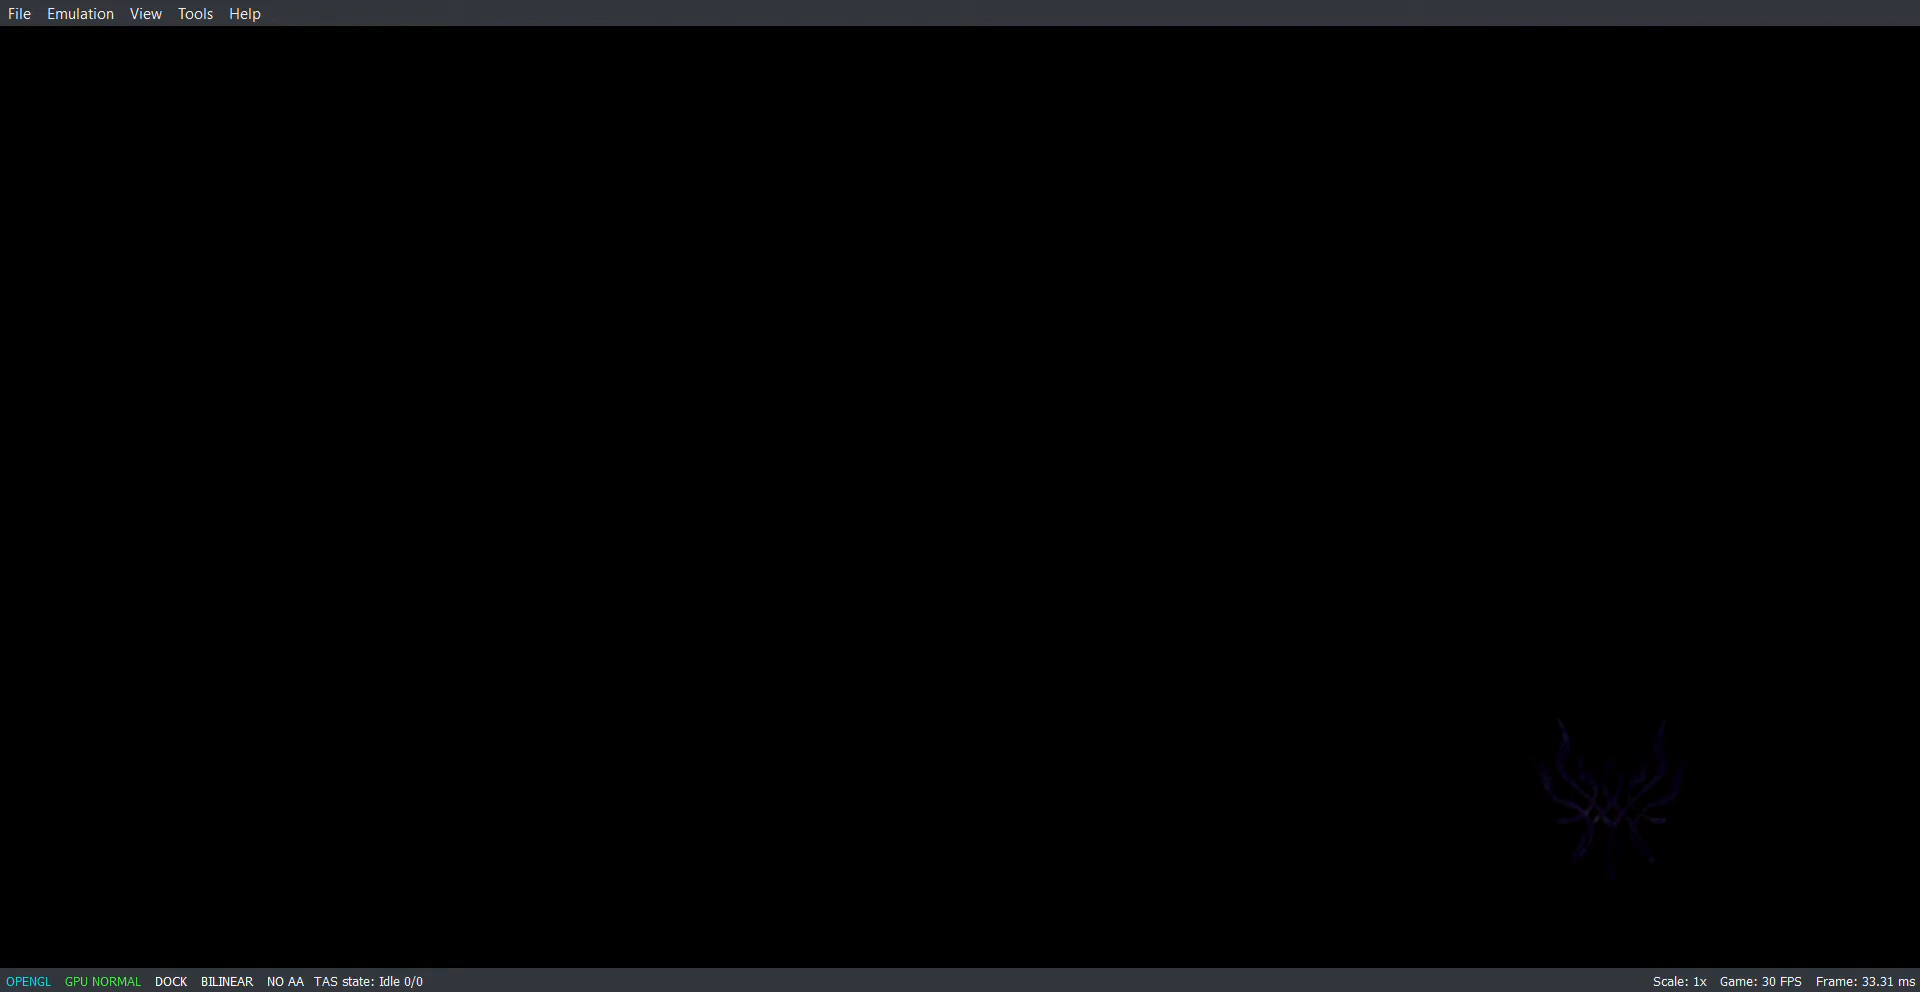 File Emulation View Tools Help
OPENGL GPU NORMAL DOCK BILINEAR NO AA TAS state: Idle 0/0 Scale: 1x Game: 30 FPS Frame: 33.31 ms